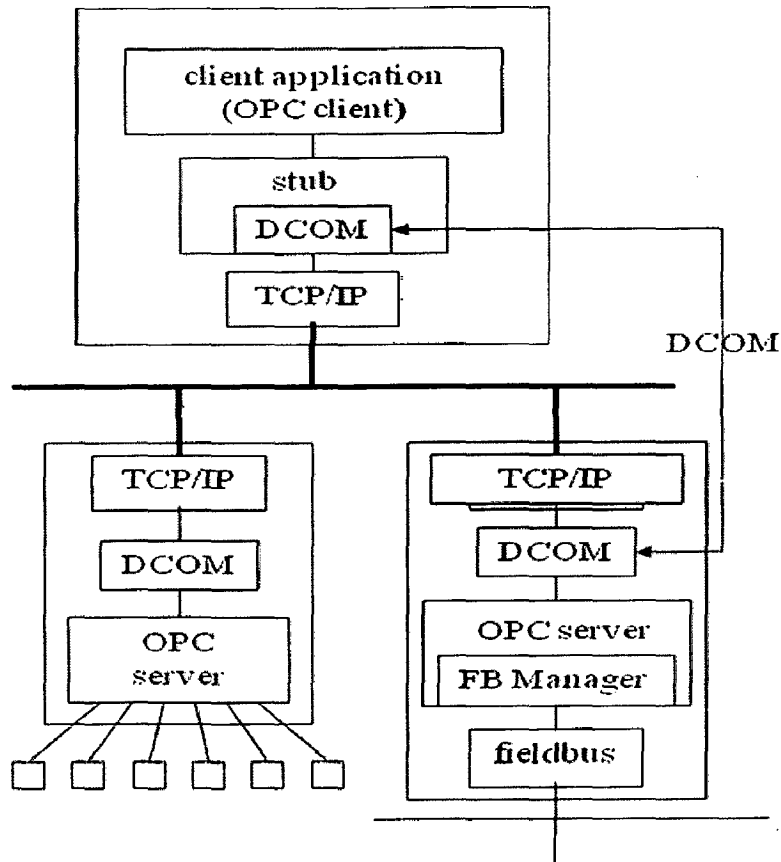 client application
(OPC client)
stub
DCOM
TCP/IP
DCOM
TCP/IP
DCOM
OPC
server
TCP/IP
DCOM
OPC server
FB Manager
fieldbus